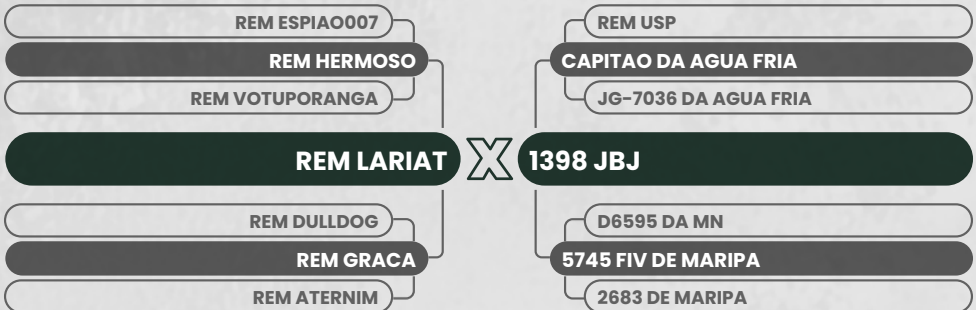 REM ESPIAO007
REM HERMOSO
REM VOTUPORANGA
REM LARIAT
REM DULLDOG
REM GRACA
REM ATERNIM
X
REM USP
CAPITAO DA AGUA FRIA
JG-7036 DA AGUA FRIA
1398 JBJ
D6595 DA MN
5745 FIV DE MARIPA
2683 DE MARIPA